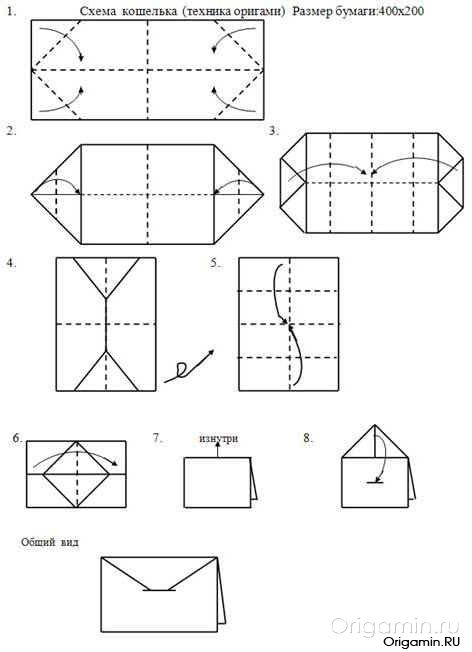 1. Схема кошелька (техника оригами) Размер бумаги:400х200
2. 3.
4. 5.
6. 7. изнутри 8.
Общий вид
Origamin.ru
Origamin.RU